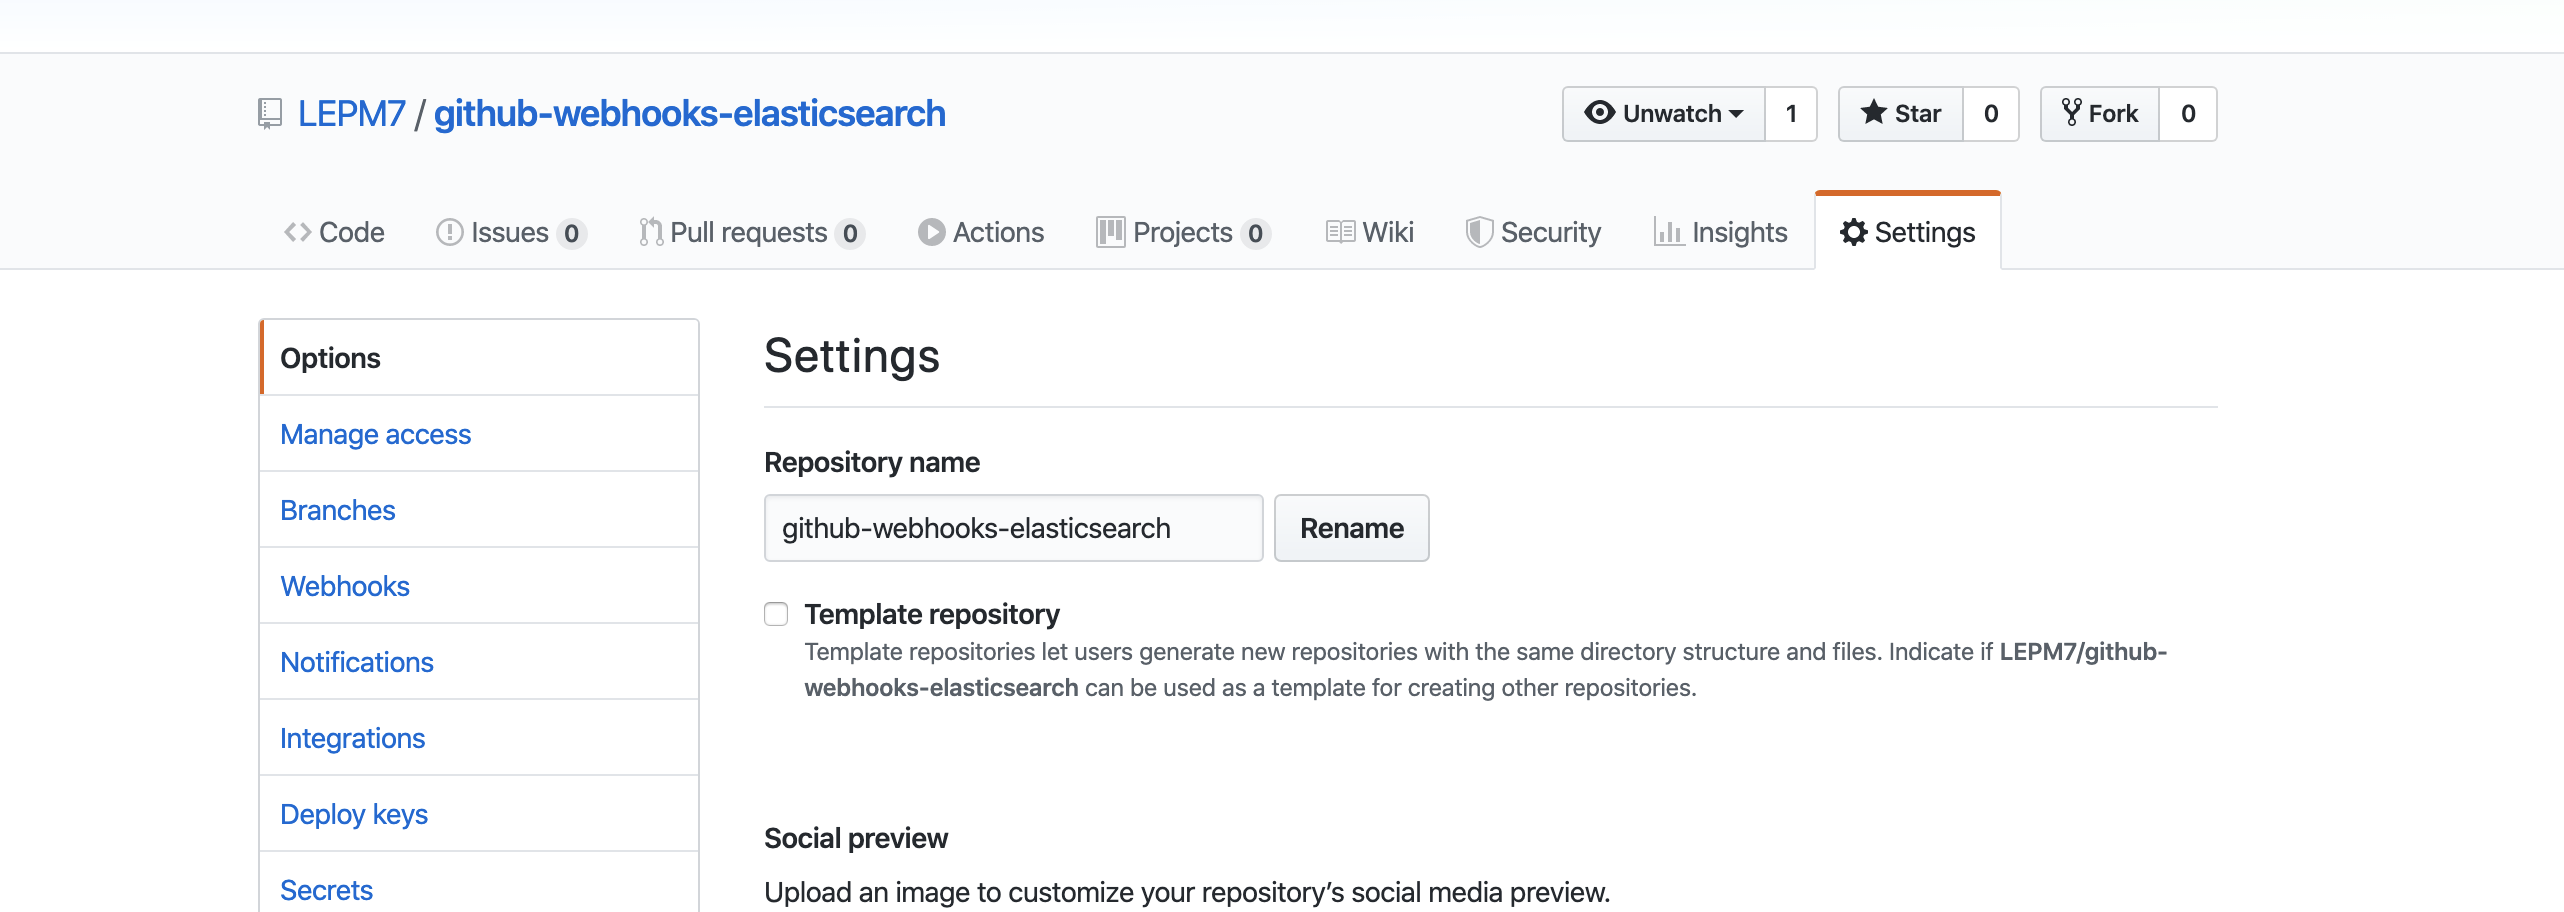 LEPM7 / github-webhooks-elasticsearch
Unwatch 1 Star 0 Fork 0
Code Issues 0 Pull requests 0 Actions Projects 0 Wiki Security Insights Settings
Options
Manage access
Branches
Webhooks
Notifications
Integrations
Deploy keys
Secrets
Settings
Repository name
github-webhooks-elasticsearch Rename
Template repository
Template repositories let users generate new repositories with the same directory structure and files. Indicate if LEPM7/github-
webhooks-elasticsearch can be used as a template for creating other repositories.
Social preview
Upload an image to customize your repository’s social media preview.